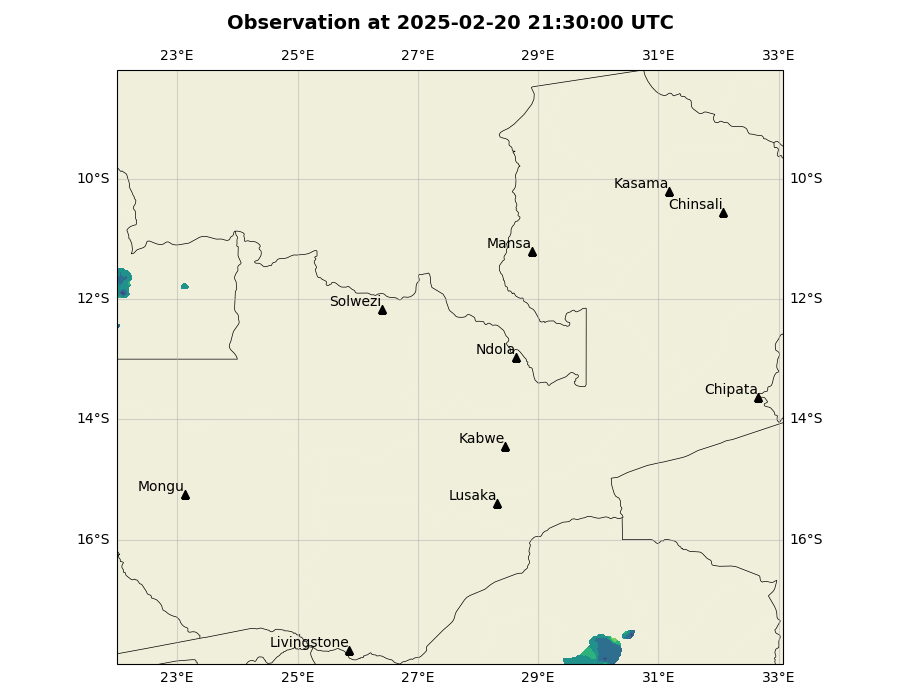 Observation at 2025-02-20 21:30:00 UTC
23°E 25°E 27°E 29°E 31°E 33°E
10°S 10°S
Kasama
Chinsali
Mansa
12°S 12°S
Solwezi
Ndola
Chipata
14°S 14°S
Kabwe
Mongu
Lusaka
16°S 16°S
Livingstone
23°E 25°E 27°E 29°E 31°E 33°E